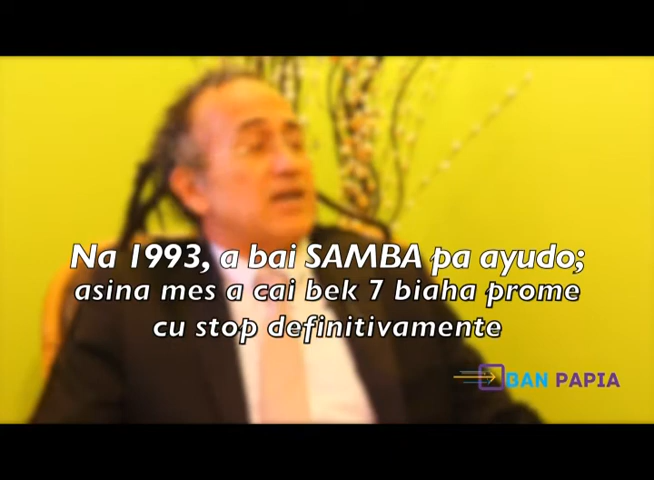 Na 1993, a bai SAMBA pa ayudo;
asina mes a cai bek 7 biaha prome
cu stop definitivamente
BAN PAPIA